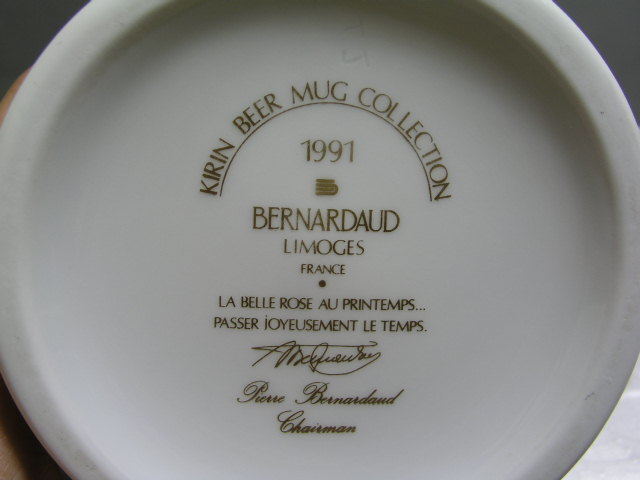 KIRIN BEER MUG COLLECTION
1991
BERNARDAUD
LIMOGES
FRANCE
LA BELLE ROSE AU PRINTEMPS...
PASSER JOYEUSEMENT LE TEMPS.
Pierre Bernardaud
Chairman